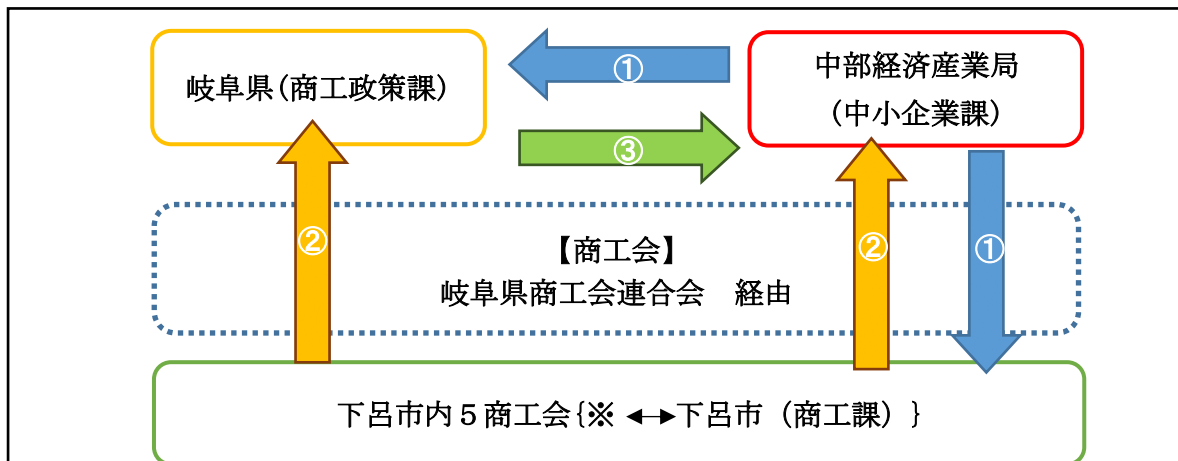 岐阜県(商工政策課)
①
中部経済産業局
(中小企業課)
③
②
②
①
【商工会】
岐阜県商工会連合会　経由
下呂市内５商工会{※ ←→下呂市（商工課）}